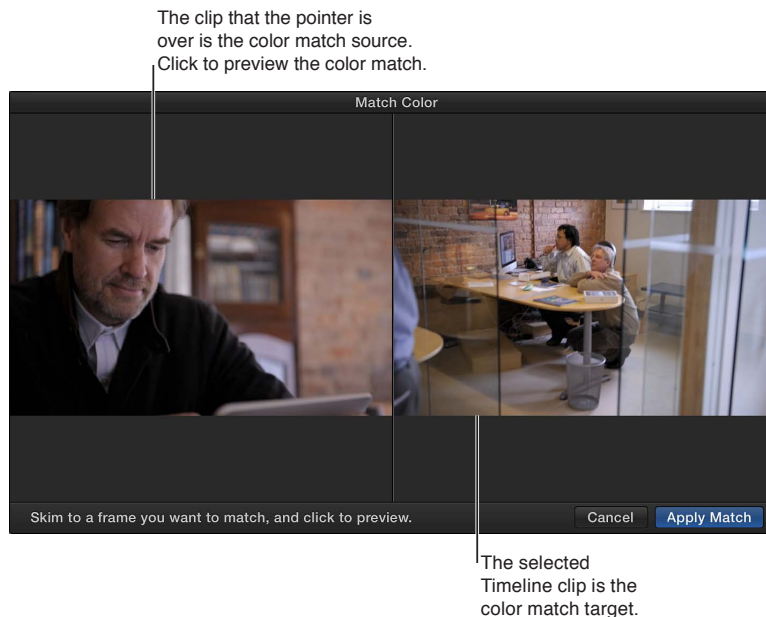 The clip that the pointer is
over is the color match source.
Click to preview the color match.
Match Color
Skim to a frame you want to match, and click to preview.
Cancel
Apply Match
The selected
Timeline clip is the
color match target.